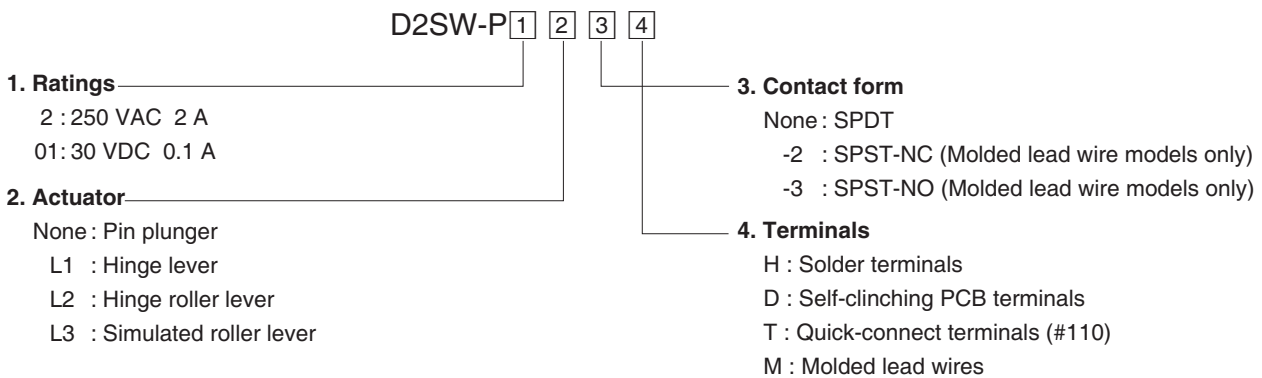 D2SW-P1 2 3 4
1. Ratings
2 : 250 VAC 2 A
01: 30 VDC 0.1 A
2. Actuator
None : Pin plunger
L1 : Hinge lever
L2 : Hinge roller lever
L3 : Simulated roller lever
3. Contact form
None : SPDT
-2 : SPST-NC (Molded lead wire models only)
-3 : SPST-NO (Molded lead wire models only)
4. Terminals
H : Solder terminals
D : Self-clinching PCB terminals
T : Quick-connect terminals (#110)
M : Molded lead wires